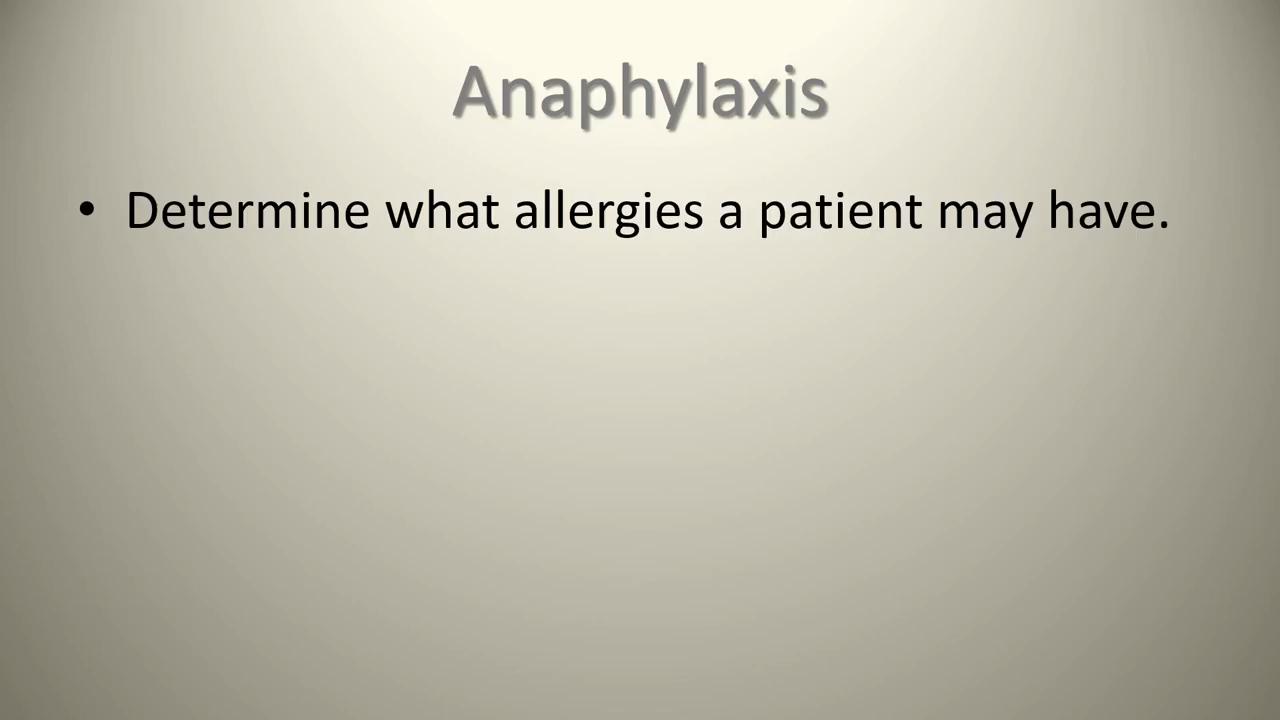 Anaphylaxis
• Determine what allergies a patient may have.